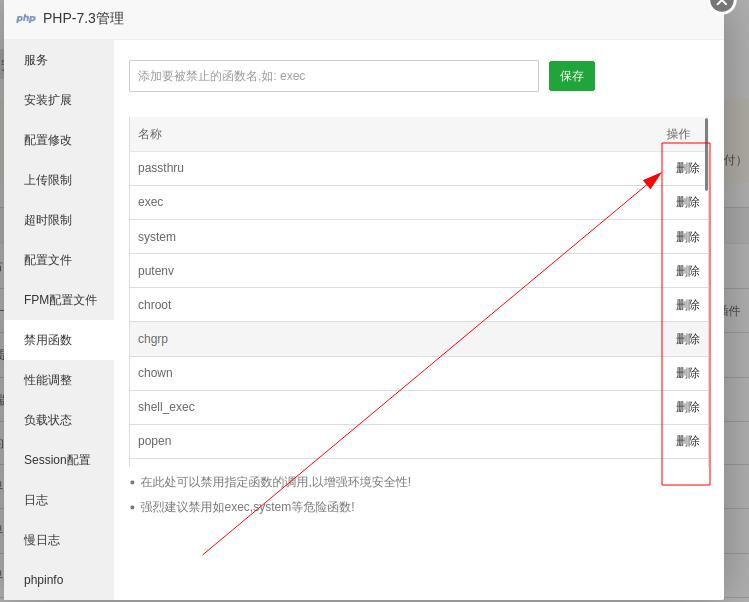 php PHP-7.3管理
服务
安装扩展
配置修改
上传限制
超时限制
配置文件
FPM配置文件
禁用函数
性能调整
负载状态
Session配置
日志
慢日志
phpinfo
添加要被禁止的函数名,如: exec 保存
名称 操作
passthru 删除
exec 删除
system 删除
putenv 删除
chroot 删除
chgrp 删除
chown 删除
shell_exec 删除
popen 删除
在此处可以禁用指定函数的调用,以增强环境安全性!
强烈建议禁用如exec,system等危险函数!
付）
插件